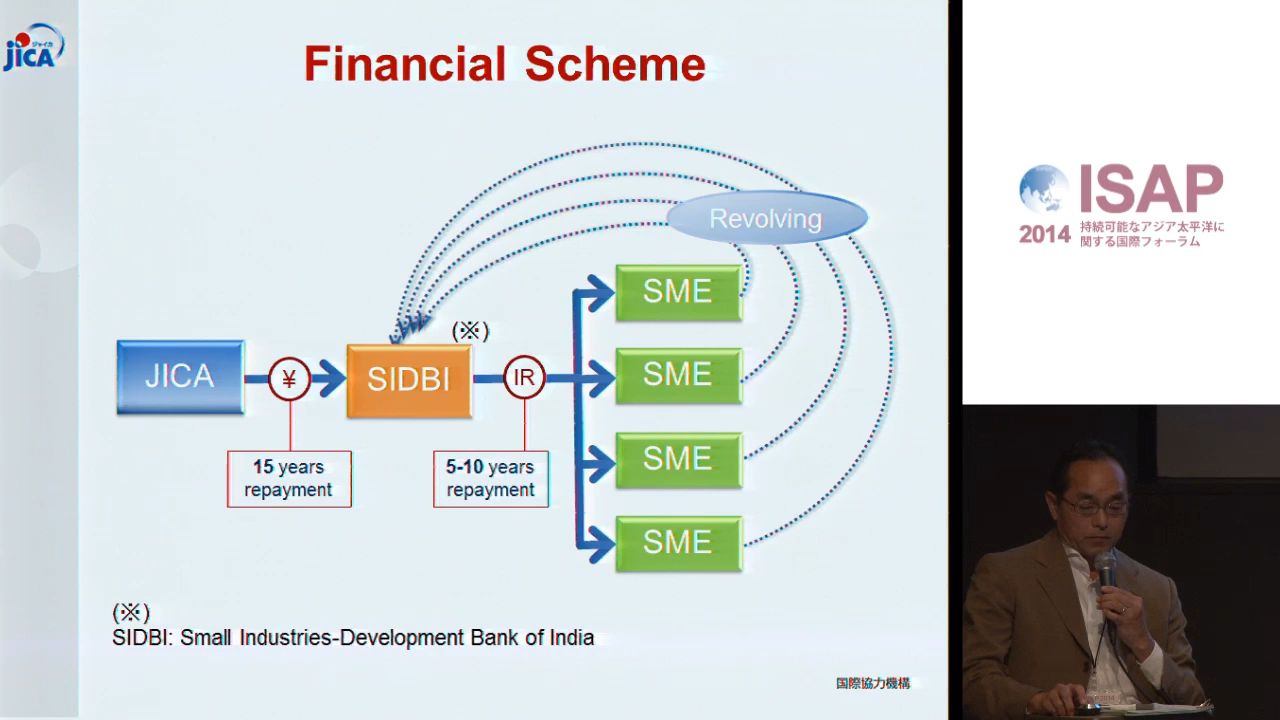 ジャイカ
JICA
Financial Scheme
Revolving
SME
(※)
JICA
¥
SIDBI
IR
SME
SME
15 years
repayment
5-10 years
repayment
SME
(※)
SIDBI: Small Industries-Development Bank of India
国際協力機構
ISAP
2014
持続可能なアジア太平洋に
関する国際フォーラム